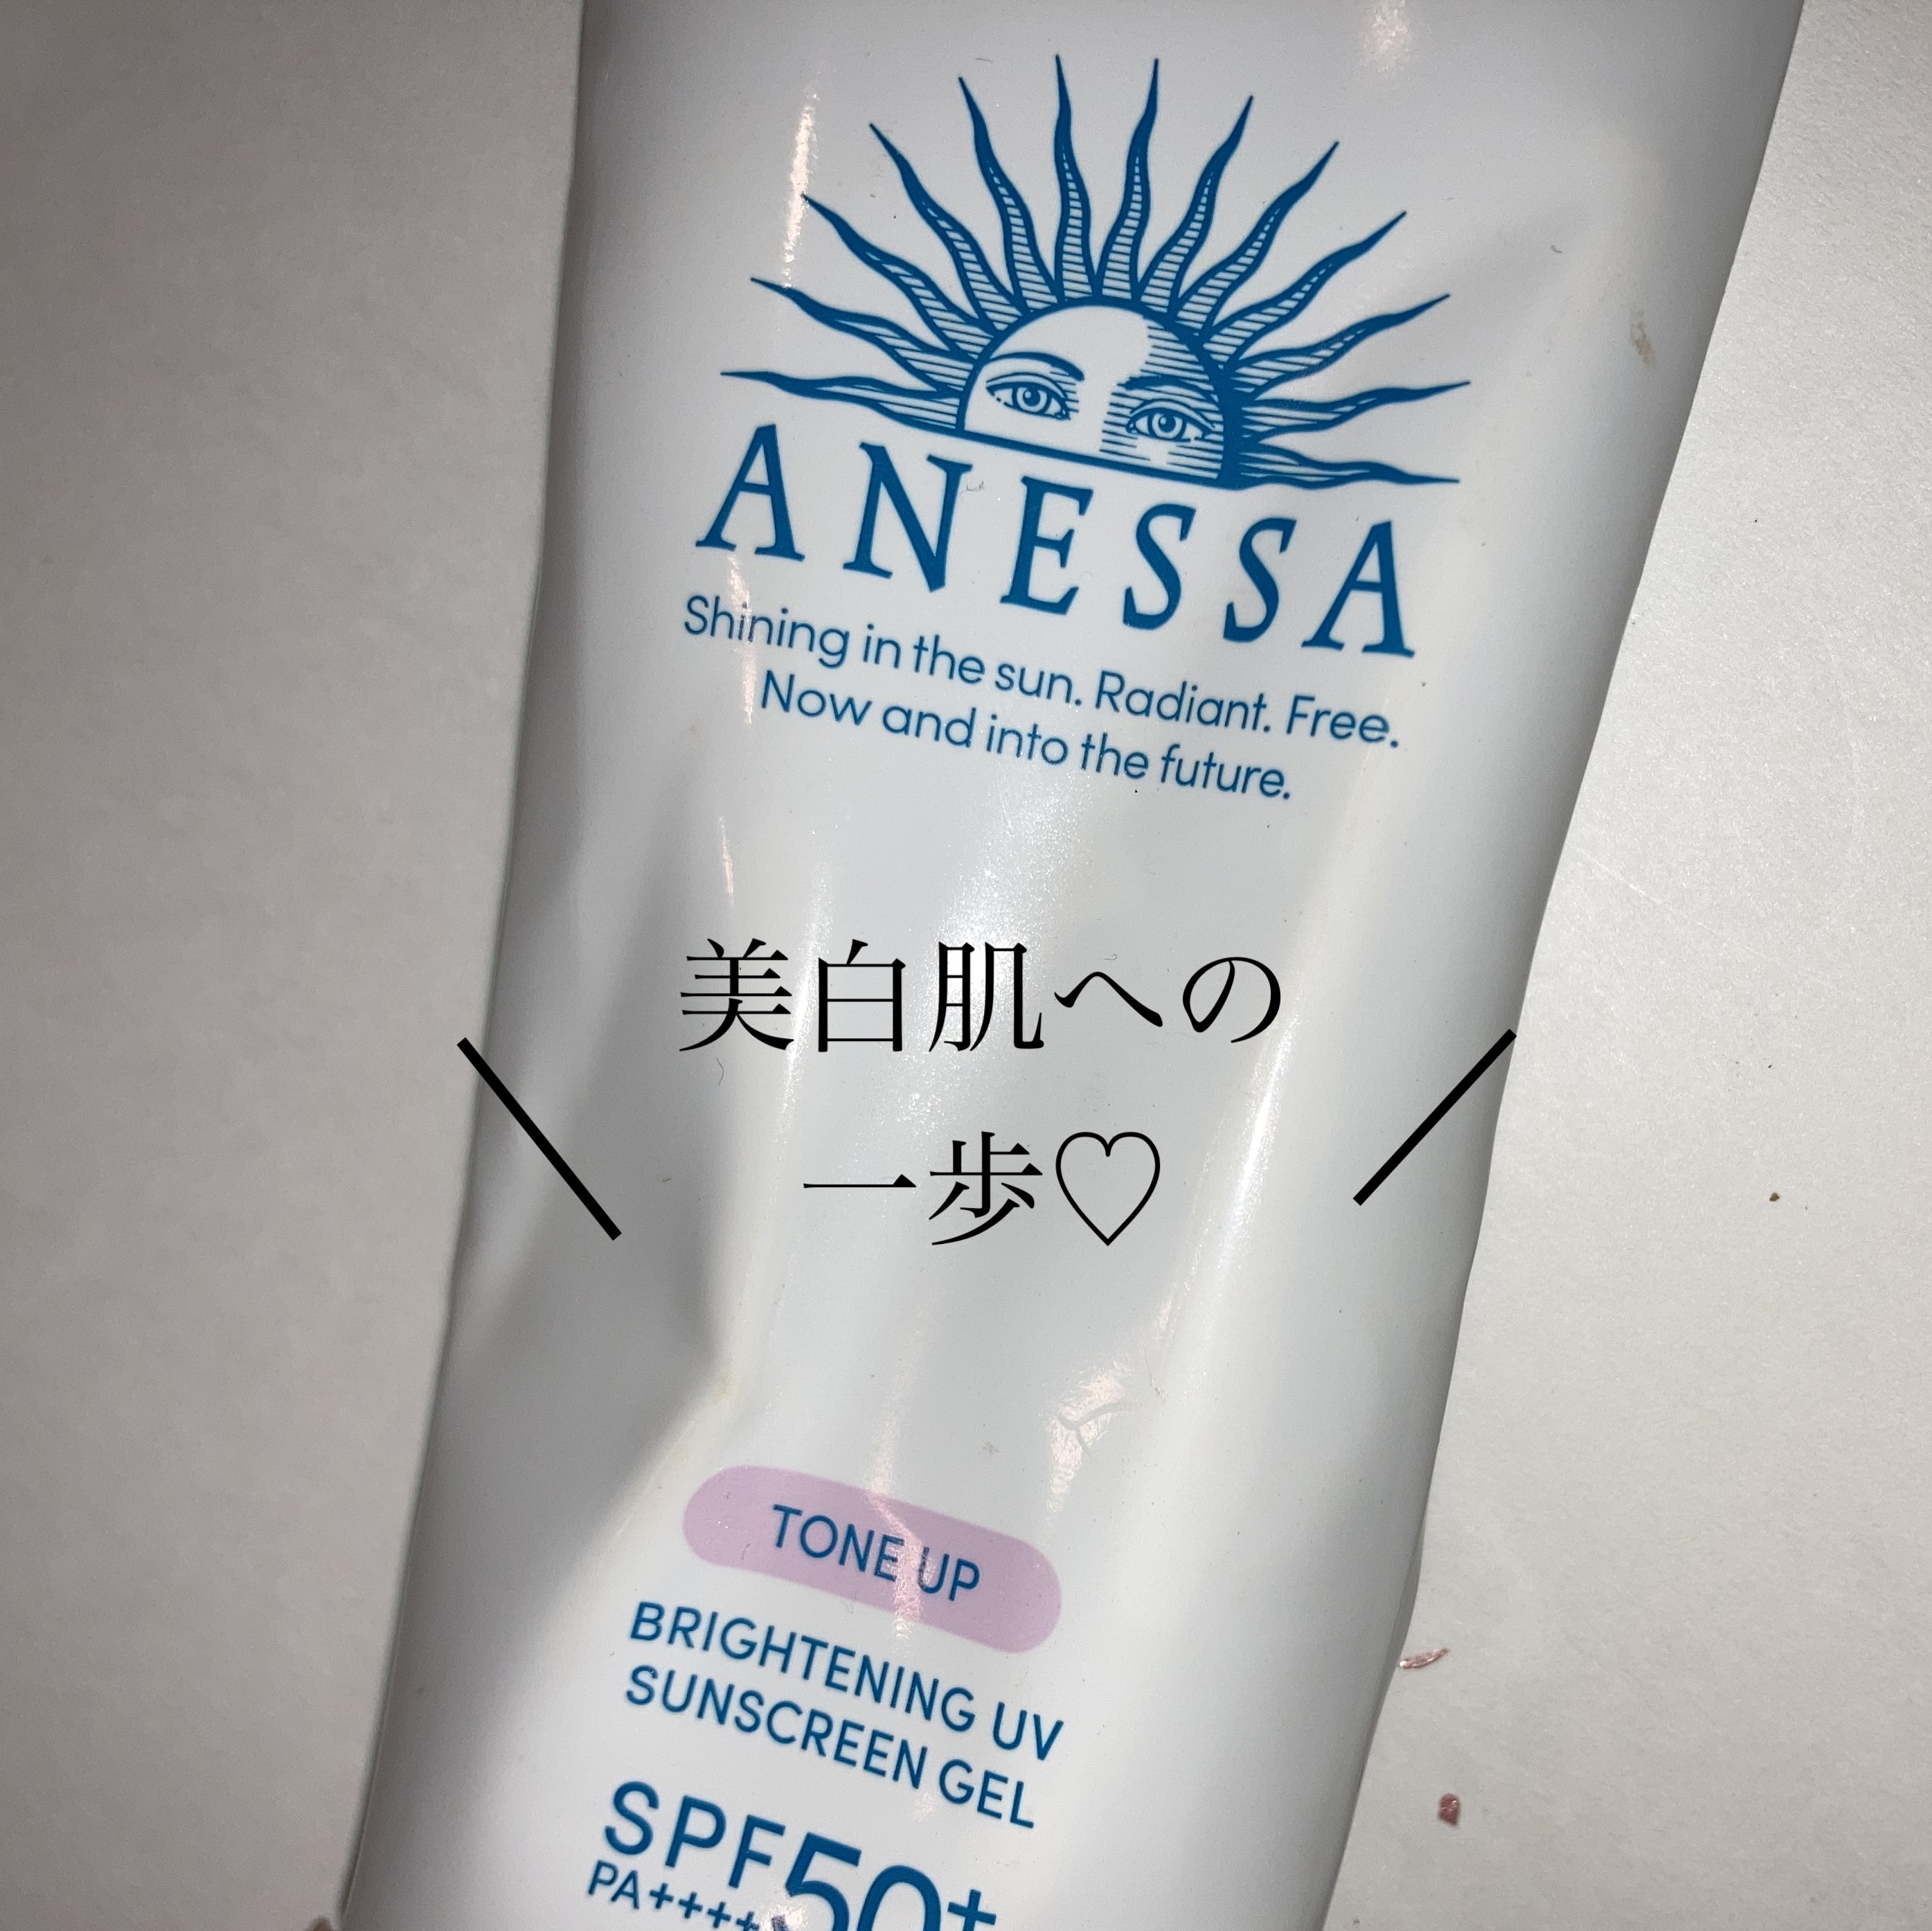 ANESSA
Shining in the sun. Radiant. Free.
Now and into the future.
美白肌への
一歩♡
TONE UP
BRIGHTENING UV
SUNSCREEN GEL
SPF50+
PA++++